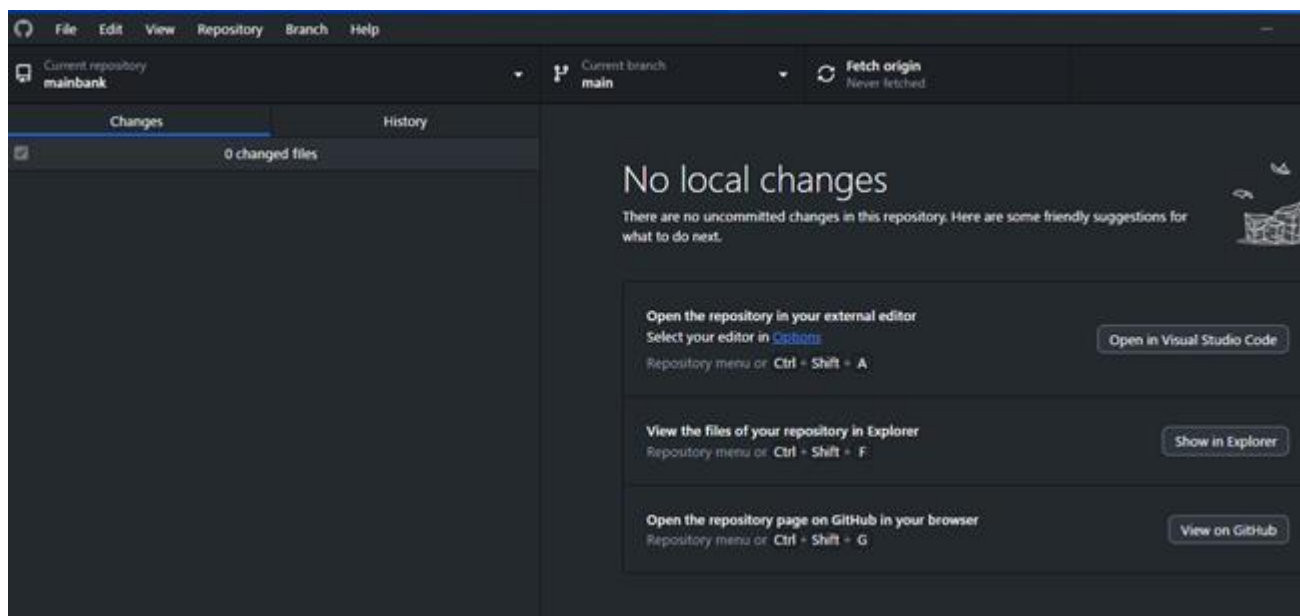 File Edit View Repository Branch Help
Current repository
mainbank
Current branch
main
Fetch origin
Never fetched
Changes History
0 changed files
No local changes
There are no uncommitted changes in this repository. Here are some friendly suggestions for
what to do next.
Open the repository in your external editor
Select your editor in Options
Repository menu or Ctrl + Shift + A
Open in Visual Studio Code
View the files of your repository in Explorer
Repository menu or Ctrl + Shift + F
Show in Explorer
Open the repository page on GitHub in your browser
Repository menu or Ctrl + Shift + G
View on GitHub